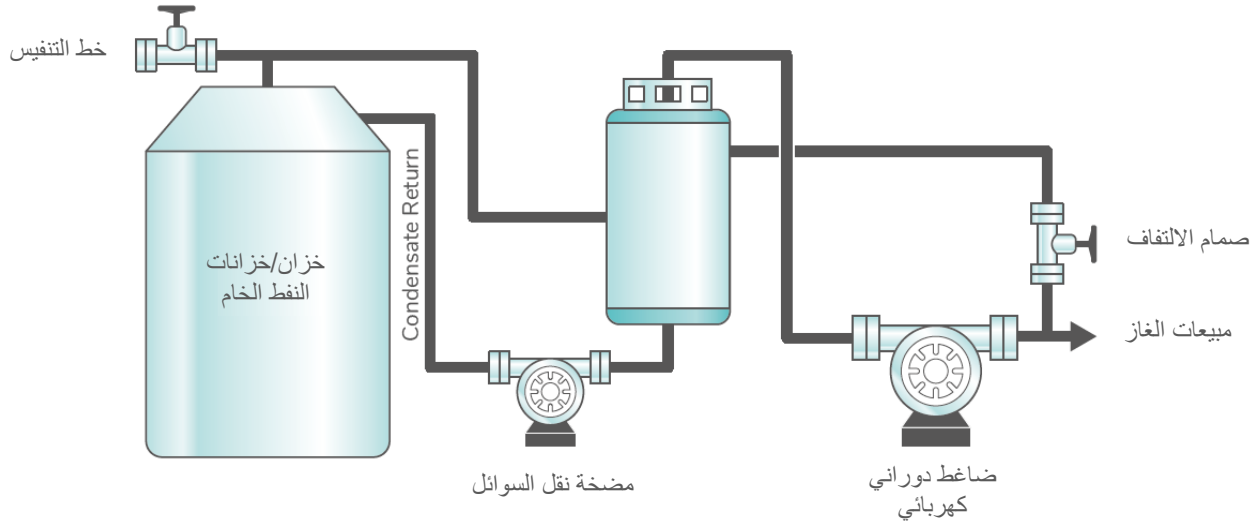 خط التنفيس
خزان/خزانات
النفط الخام
Condensate Return
مضخة نقل السوائل
صمام الالتفاف
مبيعات الغاز
ضاغط دوراني
كهربائي